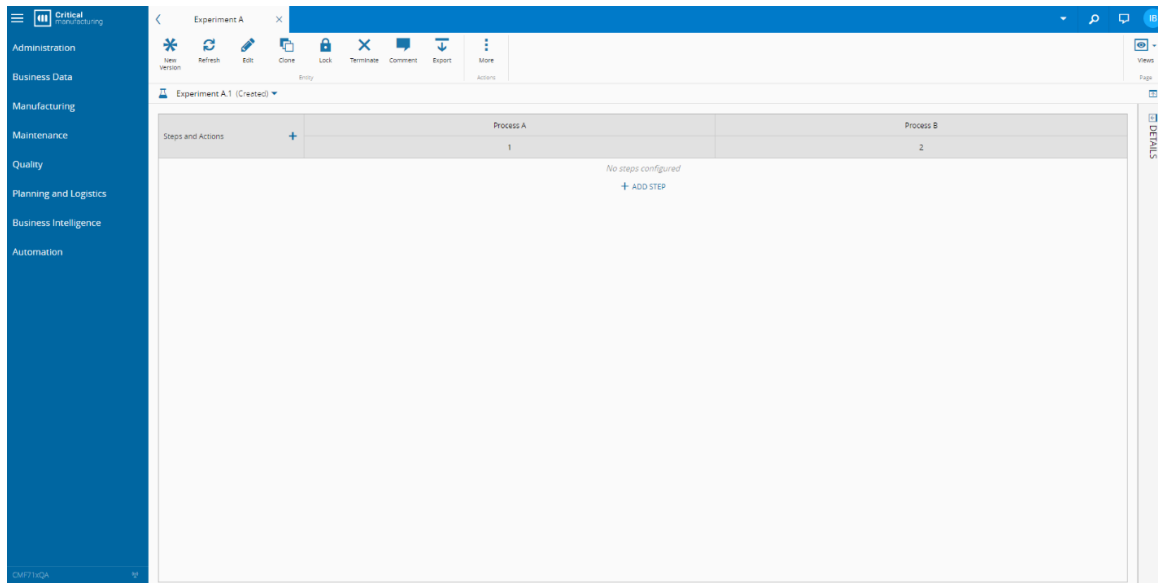 Critical
manufacturing
Experiment A
IB
Administration
Business Data
Manufacturing
Maintenance
Quality
Planning and Logistics
Business Intelligence
Automation
CMF71xQA
New
Version
Refresh
Edit
Clone
Lock
Terminate
Comment
Export
More
Views
Entity
Actions
Page
Experiment A.1 (Created)
Steps and Actions
Process A
Process B
1
2
No steps configured
+ ADD STEP
DETAILS